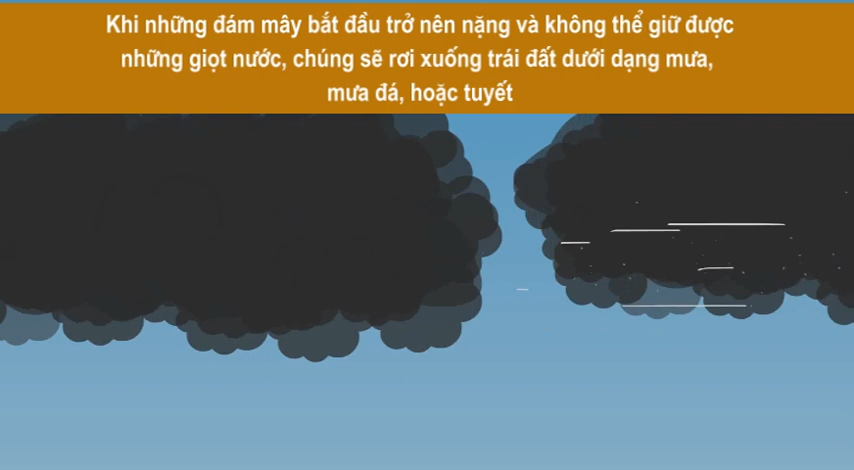 Khi những đám mây bắt đầu trở nên nặng và không thể giữ được
những giọt nước, chúng sẽ rơi xuống trái đất dưới dạng mưa,
mưa đá, hoặc tuyết